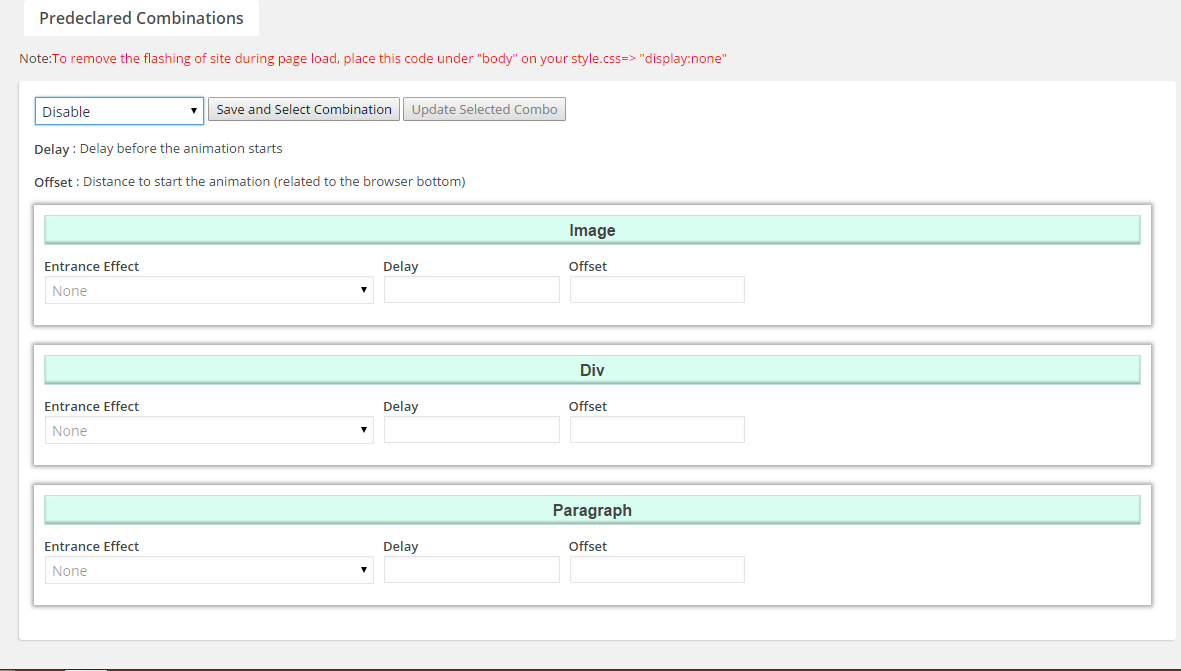 Predeclared Combinations
Note:To remove the flashing of site during page load, place this code under "body" on your style.css=> "display:none"
Disable Save and Select Combination Update Selected Combo
Delay : Delay before the animation starts
Offset : Distance to start the animation (related to the browser bottom)
Image
Entrance Effect Delay Offset
None
Div
Entrance Effect Delay Offset
None
Paragraph
Entrance Effect Delay Offset
None